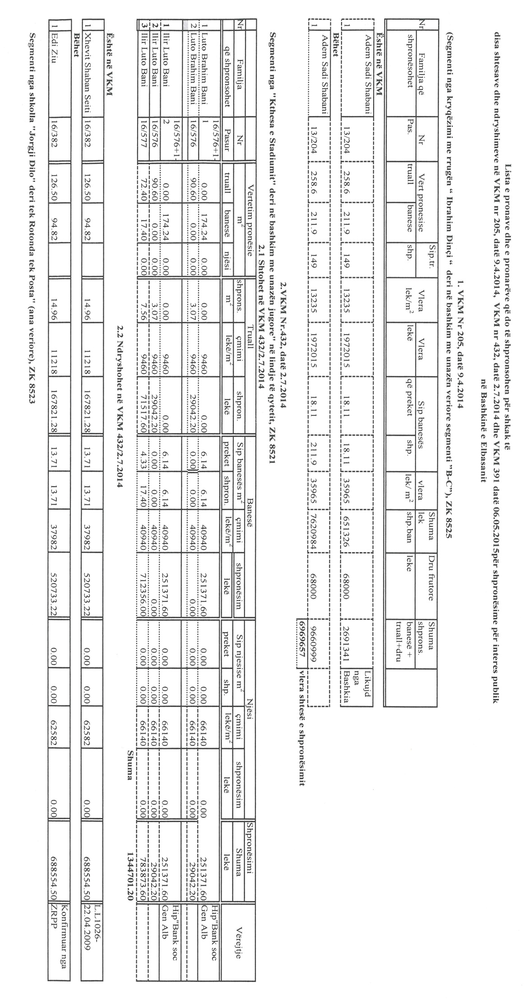 Lista e pronave dhe e pronarëve që do të shpronsohen për shkak të
disa shtesave dhe ndryshimeve në VKM nr 205, datë 9.4.2014, VKM nr 432, datë 2.7.2014 dhe VKM 391 datë 06.05.2015për shpronësime për interes publik
në Bashkinë e Elbasanit
1. VKM Nr 205, datë 9.4.2014
(Segmenti nga kryqëzimi me rrugën “ Ibrahim Dinçi “ deri në bashkim me unazën veriore segmenti ”B-C”), ZK 8525
Nr Familja që shpronësohet Nr Pas. Vërt pronesise truall banese Sip.tr. shp. Vlera lek/m² Vlera lekë Sip banesës që preket shp. vlera lek/ m² Shuma lek shp.ban Dru frutore leke Shuma shprons. banesë + truall+dru
1 Adem Sadi Shabani 13/204 258.6 211.9 149 13235 1972015 18.11 18.11 35965 651326 68000 2691341 Likujd nga Bashkia
Është në VKM
Bëhet
1 Adem Sadi Shabani 13/204 258.6 211.9 149 13235 1972015 18.11 211.9 35965 7620984 68000 9660999
6969657 vlera shtesë e shpronësimit
2.VKM Nr.432, datë 2.7.2014
Segmenti nga "Kthesa e Stadiumit" deri në bashkim me unazën jugore" në lindje të qytetit, ZK 8521
2.1 Shtohet në VKM 432/2.7.2014
Vërtetim pronësie Truall Banesë Njësi Shpronësimi
Nr Familja që shpronsohet Nr Pasur m² truall banesë njësi shprons. m² çmimi lekë/m² shpron. lekë Sip banesës m² preket shpron. çmimi lekë/m² shpronësim lekë Sip njesise m² preket shp. çmimi lekë/m² shpronësim lekë Shuma lekë Vërejtje
1 Luto Brahim Bani 16/576+1-1 0.00 174.24 0.00 0.00 9460 0.00 6.14 6.14 40940 251371.60 0.00 0.00 66140 0.00 251371.60 Hip"Bank soc Gen Alb
2 Luto Brahim Bani 16/576 90.60 0.00 0.00 3.07 9460 29042.20 0.00 0.00 40940 0.00 0.00 0.00 66140 0.00 29042.20
1 Ilir Luto Bani 16/576+1-2 0.00 174.24 0.00 0.00 9460 0.00 6.14 6.14 40940 251371.60 0.00 0.00 66140 0.00 251371.60 Hip"Bank soc Gen Alb
2 Ilir Luto Bani 16/576 90.60 0.00 0.00 3.07 9460 29042.20 0.00 0.00 40940 0.00 0.00 0.00 66140 0.00 29042.20
3 Ilir Luto Bani 16/577 72.40 17.40 0.00 7.56 9460 71517.60 4.33 17.40 40940 712356.00 0.00 0.00 66140 0.00 783873.60
Shuma 1344701.20
2.2 Ndryshohet në VKM 432/2.7.2014
Është në VKM
1 Xhevit Shaban Seiti 16/382 126.50 94.82 14.96 11218 167821.28 13.71 13.71 37982 520733.22 0.00 0.00 62582 0.00 688554.50 L.L1026-22.04.2009
Bëhet
1 Edi Ziu 16/382 126.50 94.82 14.96 11218 167821.28 13.71 13.71 37982 520733.22 0.00 0.00 62582 0.00 688554.50 Konfirmuar nga ZRPP
Segmenti nga shkolla "Jorgji Dilo" deri tek Rotonda tek Posta" (ana veriore), ZK 8523